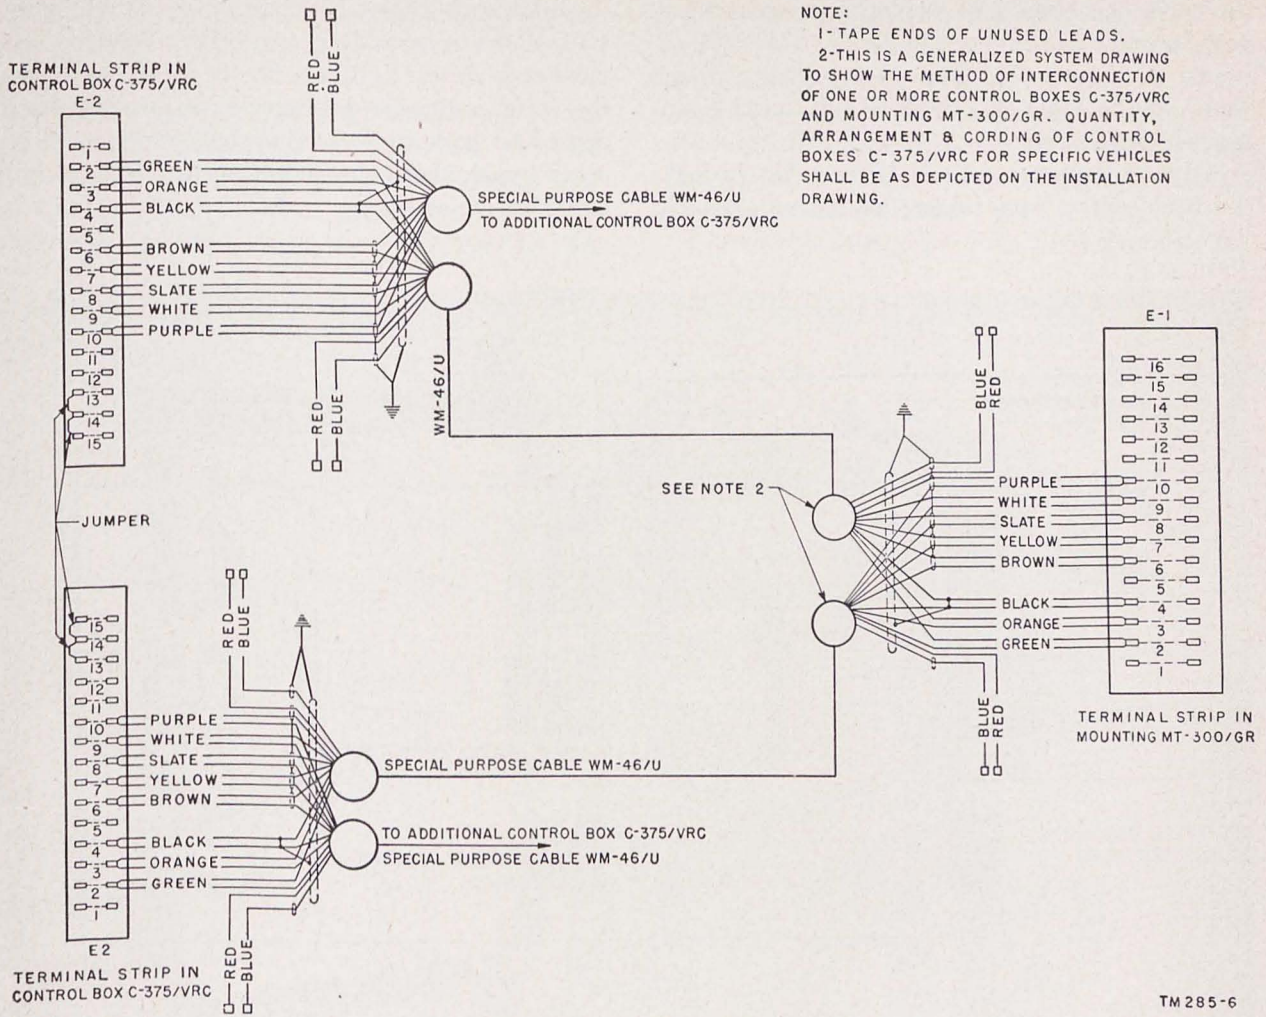 NOTE:
1- TAPE ENDS OF UNUSED LEADS.
2-THIS IS A GENERALIZED SYSTEM DRAWING
TO SHOW THE METHOD OF INTERCONNECTION
OF ONE OR MORE CONTROL BOXES C-375/VRC
AND MOUNTING MT-300/GR. QUANTITY,
ARRANGEMENT & CORDING OF CONTROL
BOXES C-375/VRC FOR SPECIFIC VEHICLES
SHALL BE AS DEPICTED ON THE INSTALLATION
DRAWING.
TERMINAL STRIP IN
CONTROL BOX C-375/VRC
E-2
RED
BLUE
1
2
GREEN
3
ORANGE
4
BLACK
5
6
BROWN
7
YELLOW
8
SLATE
9
WHITE
10
PURPLE
11
12
13
14
15
SPECIAL PURPOSE CABLE WM-46/U
TO ADDITIONAL CONTROL BOX C-375/VRC
WM-46/U
RED
BLUE
JUMPER
SEE NOTE 2
E-1
BLUE
RED
16
15
14
13
12
11
PURPLE
10
WHITE
9
SLATE
8
YELLOW
7
BROWN
6
5
BLACK
4
ORANGE
3
GREEN
2
1
BLUE
RED
TERMINAL STRIP IN
MOUNTING MT-300/GR
RED
BLUE
15
14
13
12
11
10
PURPLE
9
WHITE
8
SLATE
7
YELLOW
6
BROWN
5
4
BLACK
3
ORANGE
2
GREEN
1
SPECIAL PURPOSE CABLE WM-46/U
TO ADDITIONAL CONTROL BOX C-375/VRC
SPECIAL PURPOSE CABLE WM-46/U
RED
BLUE
E2
TERMINAL STRIP IN
CONTROL BOX C-375/VRC
TM 285-6